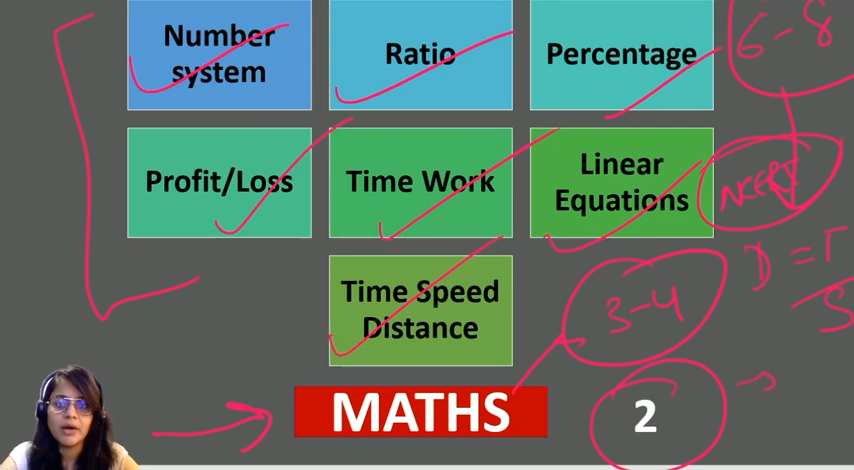 Number
system
Ratio
Percentage
6-8
Profit/Loss
Time Work
Linear
Equations
NCERT
Time Speed
Distance
3-4
D =
S
MATHS
2